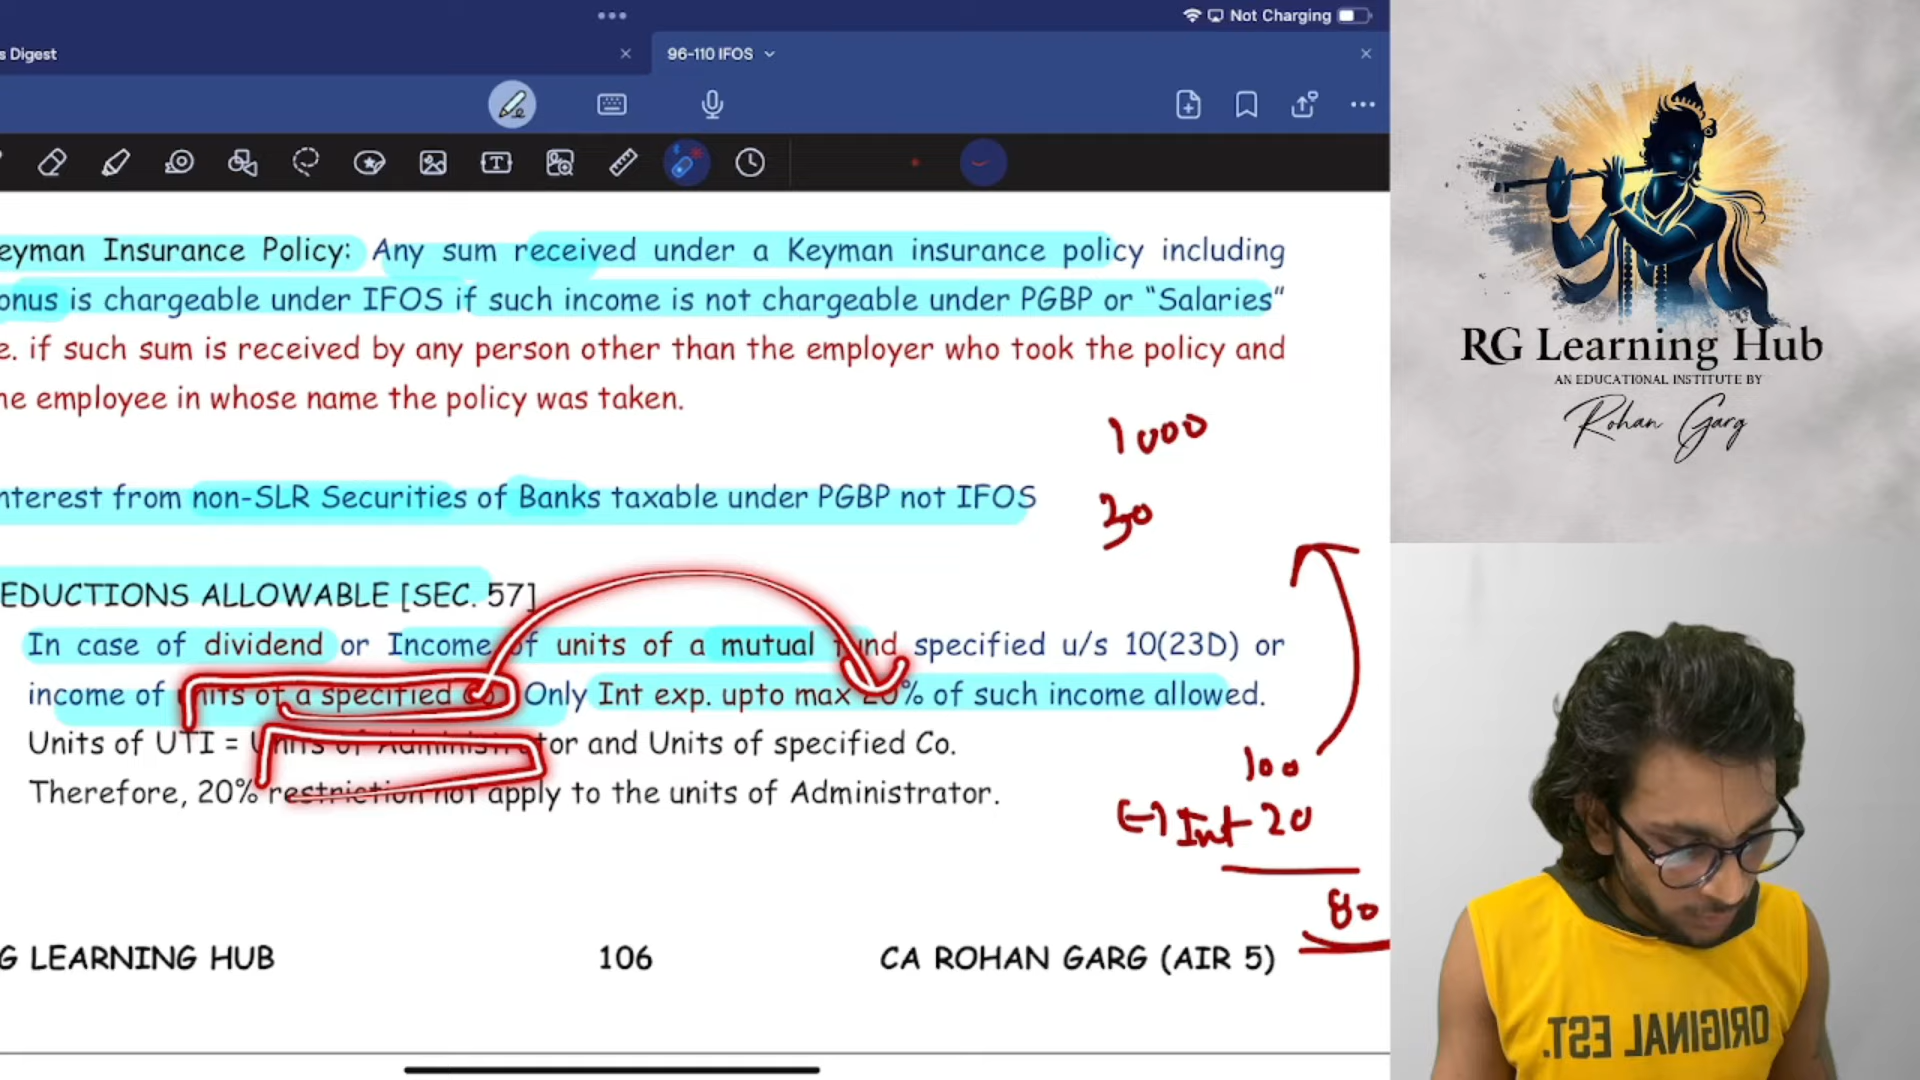 Not Charging
s Digest
96-110 IFOS
eyman Insurance Policy: Any sum received under a Keyman insurance policy including
onus is chargeable under IFOS if such income is not chargeable under PGBP or “Salaries”
e. if such sum is received by any person other than the employer who took the policy and
he employee in whose name the policy was taken.
1000
30
nterest from non-SLR Securities of Banks taxable under PGBP not IFOS
EDUCTIONS ALLOWABLE [SEC. 57]
In case of dividend or Income of units of a mutual fund specified u/s 10(23D) or
income of units of a specified Co Only Int exp. upto max 20% of such income allowed.
Units of UTI = Units of Administrator and Units of specified Co.
Therefore, 20% restriction not apply to the units of Administrator.
100
(-) Int 20
80
G LEARNING HUB 106 CA ROHAN GARG (AIR 5)
RG Learning Hub
AN EDUCATIONAL INSTITUTE BY
Rohan Garg
ORIGINAL EST.